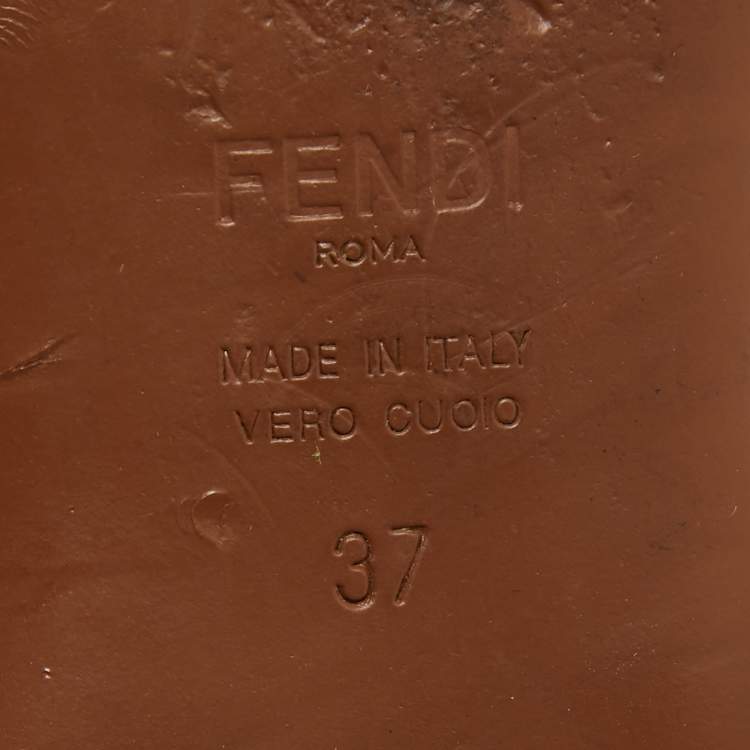 FENDI
ROMA
MADE IN ITALY
VERO CUOIO
37